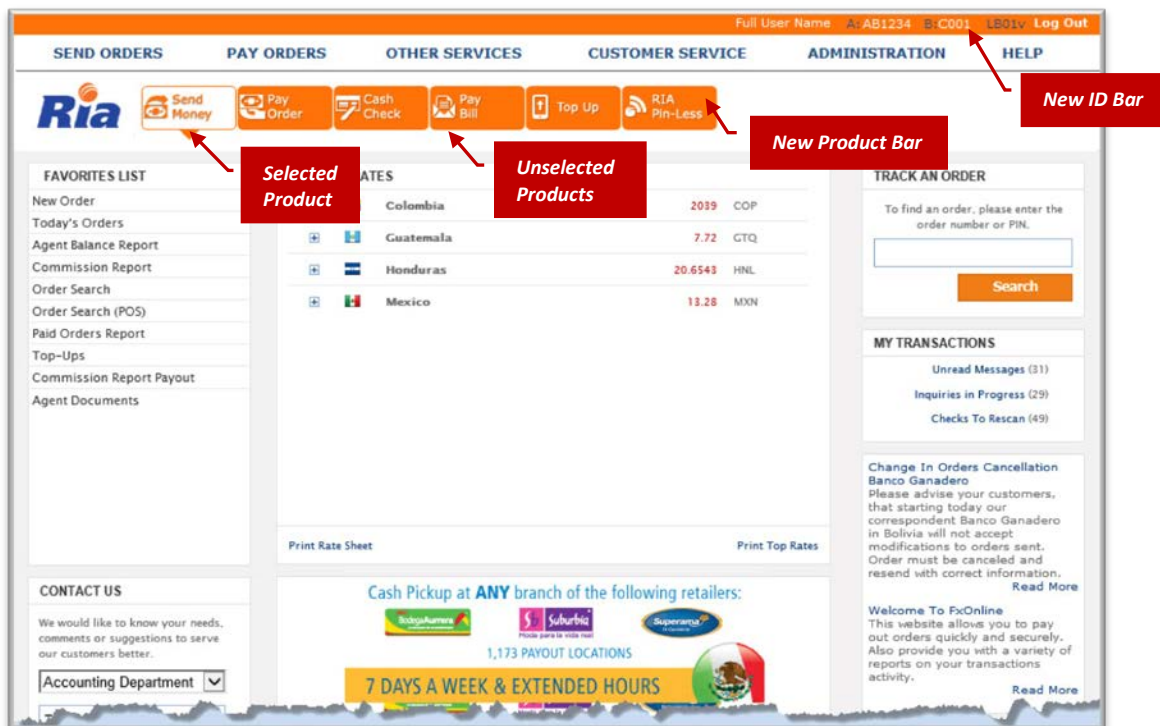 Full User Name A: AB1234 B:C001 LB01v Log Out
SEND ORDERS PAY ORDERS OTHER SERVICES CUSTOMER SERVICE ADMINISTRATION HELP
New ID Bar
Ria
Send Money
Pay Order
Cash Check
Pay Bill
Top Up
RIA Pin-Less
New Product Bar
Selected Product
Unselected Products
FAVORITES LIST
New Order
Today's Orders
Agent Balance Report
Commission Report
Order Search
Order Search (POS)
Paid Orders Report
Top-Ups
Commission Report Payout
Agent Documents
ATES
Colombia 2039 COP
Guatemala 7.72 GTQ
Honduras 20.6543 HNL
Mexico 13.28 MXN
Print Rate Sheet Print Top Rates
TRACK AN ORDER
To find an order, please enter the
order number or PIN.
Search
MY TRANSACTIONS
Unread Messages (31)
Inquiries in Progress (29)
Checks To Rescan (49)
Change In Orders Cancellation
Banco Ganadero
Please advise your customers,
that starting today our
correspondent Banco Ganadero
in Bolivia will not accept
modifications to orders sent.
Order must be canceled and
resend with correct information.
Read More
Welcome To FxOnline
This website allows you to pay
out orders quickly and securely.
Also provide you with a variety of
reports on your transactions
activity.
Read More
CONTACT US
We would like to know your needs,
comments or suggestions to serve
our customers better.
Accounting Department
Cash Pickup at ANY branch of the following retailers:
Bodega Aurrera
Suburbia
Moda para la vida real
Superama
1,173 PAYOUT LOCATIONS
7 DAYS A WEEK & EXTENDED HOURS